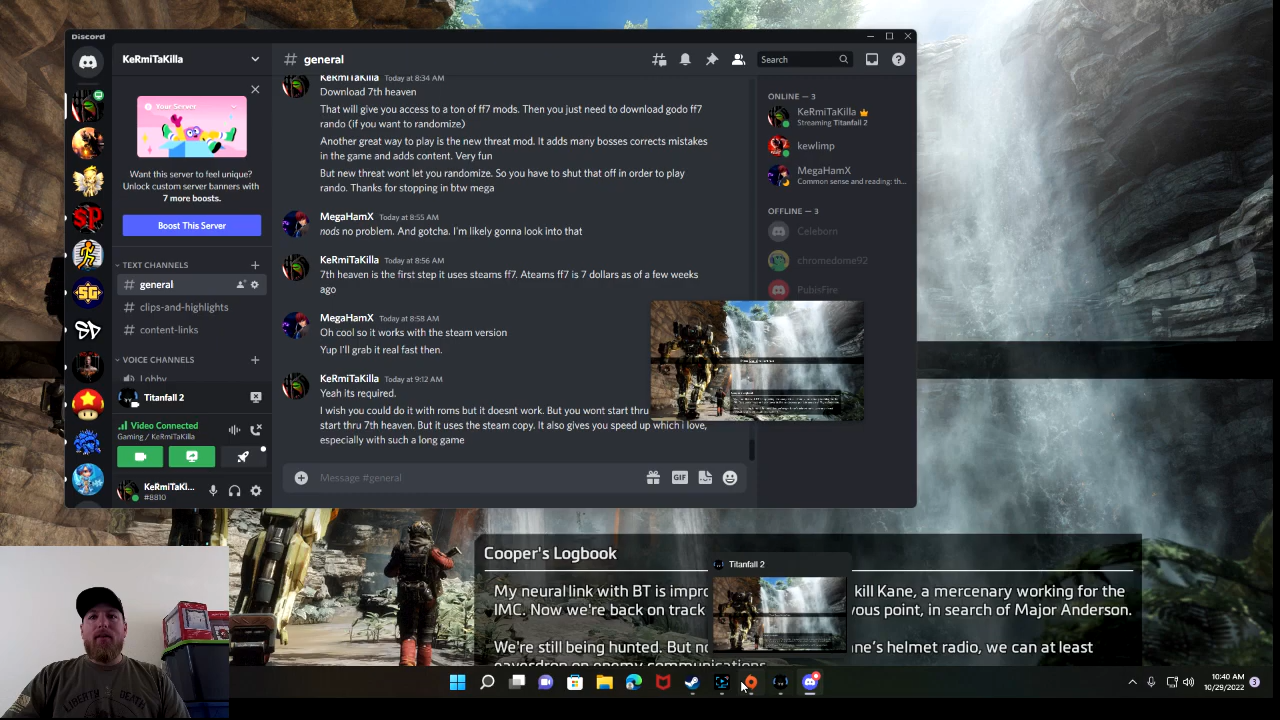 Discord
KeRmiTaKilla
general
Search
Your Server
Want this server to feel unique?
Unlock custom server banners with
7 more boosts.
Boost This Server
TEXT CHANNELS
general
clips-and-highlights
content-links
VOICE CHANNELS
Lobby
Titanfall 2
Video Connected
Gaming / KeRmiTaKilla
KeRmiTaKi...
#8810
KeRmiTaKilla Today at 8:34 AM
Download 7th heaven
That will give you access to a ton of ff7 mods. Then you just need to download godo ff7
rando (if you want to randomize)
Another great way to play is the new threat mod. It adds many bosses corrects mistakes
in the game and adds content. Very fun
But new threat wont let you randomize. So you have to shut that off in order to play
rando. Thanks for stopping in btw mega
MegaHamX Today at 8:55 AM
nods no problem. And gotcha. I'm likely gonna look into that
KeRmiTaKilla Today at 8:56 AM
7th heaven is the first step it uses steams ff7. Ateams ff7 is 7 dollars as of a few weeks
ago
MegaHamX Today at 8:58 AM
Oh cool so it works with the steam version
Yup I'll grab it real fast then.
KeRmiTaKilla Today at 9:12 AM
Yeah its required.
I wish you could do it with roms but it doesnt work. But you wont start thru
start thru 7th heaven. But it uses the steam copy. It also gives you speed up which i love,
especially with such a long game
Message #general
GIF
ONLINE — 3
KeRmiTaKilla
Streaming Titanfall 2
kewlimp
MegaHamX
Common sense and reading: th...
OFFLINE — 3
Celeborn
chromedome92
PubisFire
Cooper's Logbook
My neural link with BT is impro kill Kane, a mercenary working for the
IMC. Now we're back on track vous point, in search of Major Anderson.
We're still being hunted. But no ane's helmet radio, we can at least
eavesdrop on enemy communications.
Titanfall 2
LIBERTY DEATH
10:40 AM
10/29/2022
3